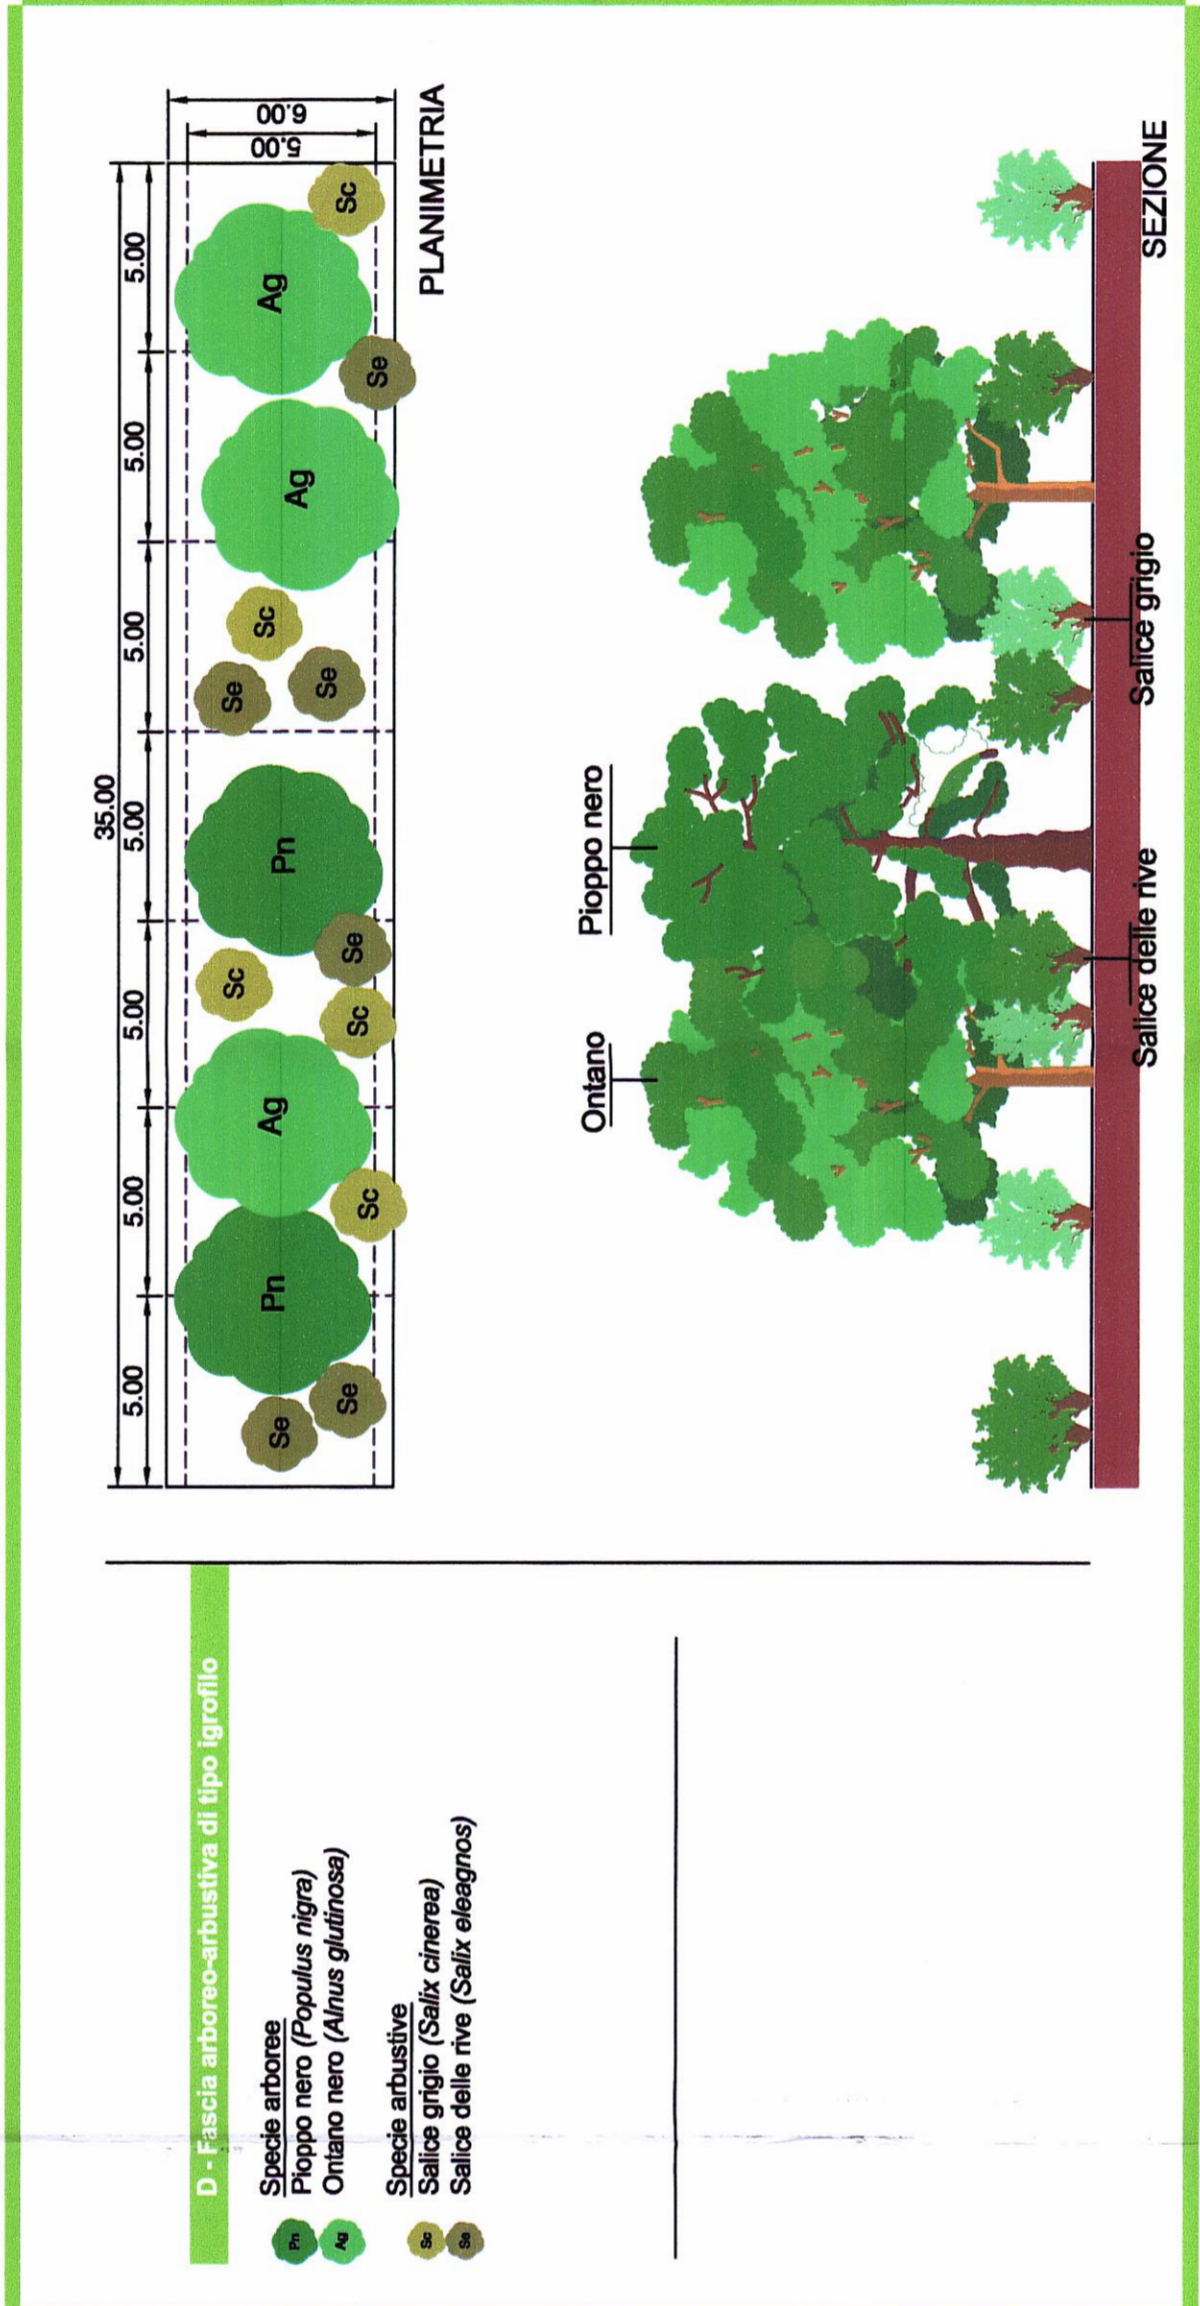 D - Fascia arboreo-arbustiva di tipo igrofilo
Specie arboree
Pn Pioppo nero (Populus nigra)
Ag Ontano nero (Alnus glutinosa)
Specie arbustive
Sc Salice grigio (Salix cinerea)
Se Salice delle rive (Salix eleagnos)
35.00
5.00 5.00 5.00 5.00 5.00 5.00 5.00
6.00
5.00
Se
Se
Pn
Sc
Ag
Sc
Sc
Se
Pn
Se
Se
Sc
Ag
Se
Ag
Sc
PLANIMETRIA
Ontano
Pioppo nero
Salice delle rive
Salice grigio
SEZIONE